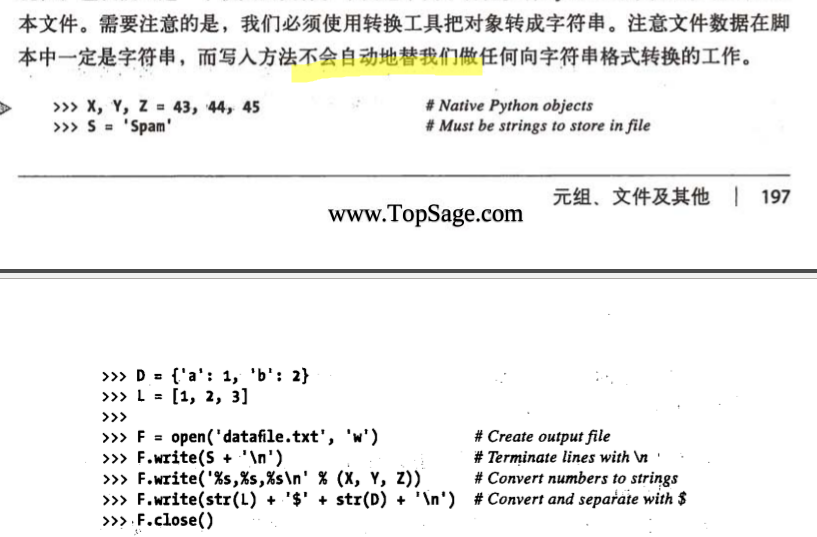 本文件。需要注意的是，我们必须使用转换工具把对象转成字符串。注意文件数据在脚
本中一定是字符串，而写入方法不会自动地替我们做任何向字符串格式转换的工作。
>>> X, Y, Z = 43, 44, 45 # Native Python objects
>>> S = 'Spam' # Must be strings to store in file
元组、文件及其他 | 197
www.TopSage.com
>>> D = {'a': 1, 'b': 2}
>>> L = [1, 2, 3]
>>>
>>> F = open('datafile.txt', 'w') # Create output file
>>> F.write(S + '\n') # Terminate lines with \n
>>> F.write('%s,%s,%s\n' % (X, Y, Z)) # Convert numbers to strings
>>> F.write(str(L) + '$' + str(D) + '\n') # Convert and separate with $
>>> F.close()